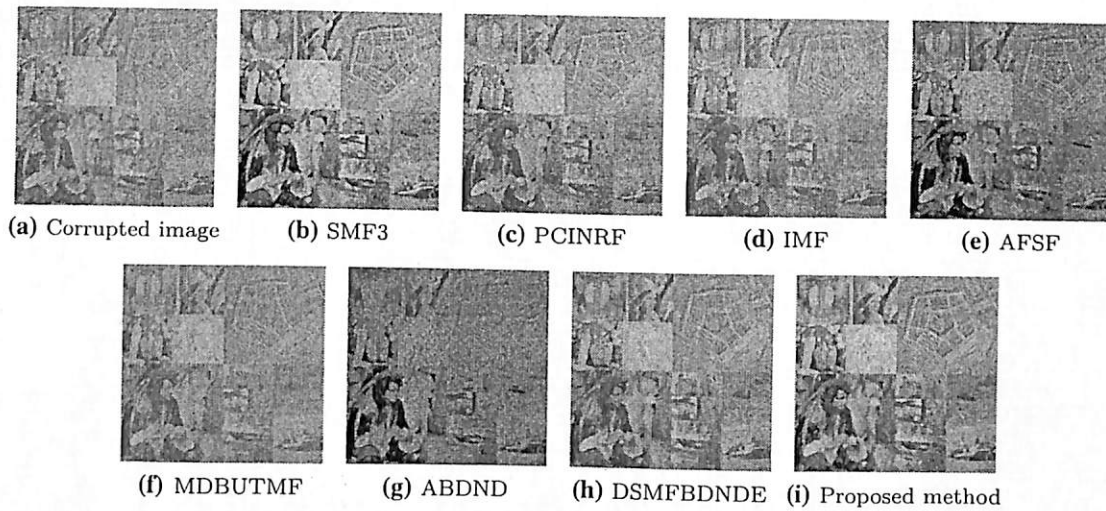 (a) Corrupted image
(b) SMF3
(c) PCINRF
(d) IMF
(e) AFSF
(f) MDBUTMF
(g) ABDND
(h) DSMFBDNDE
(i) Proposed method